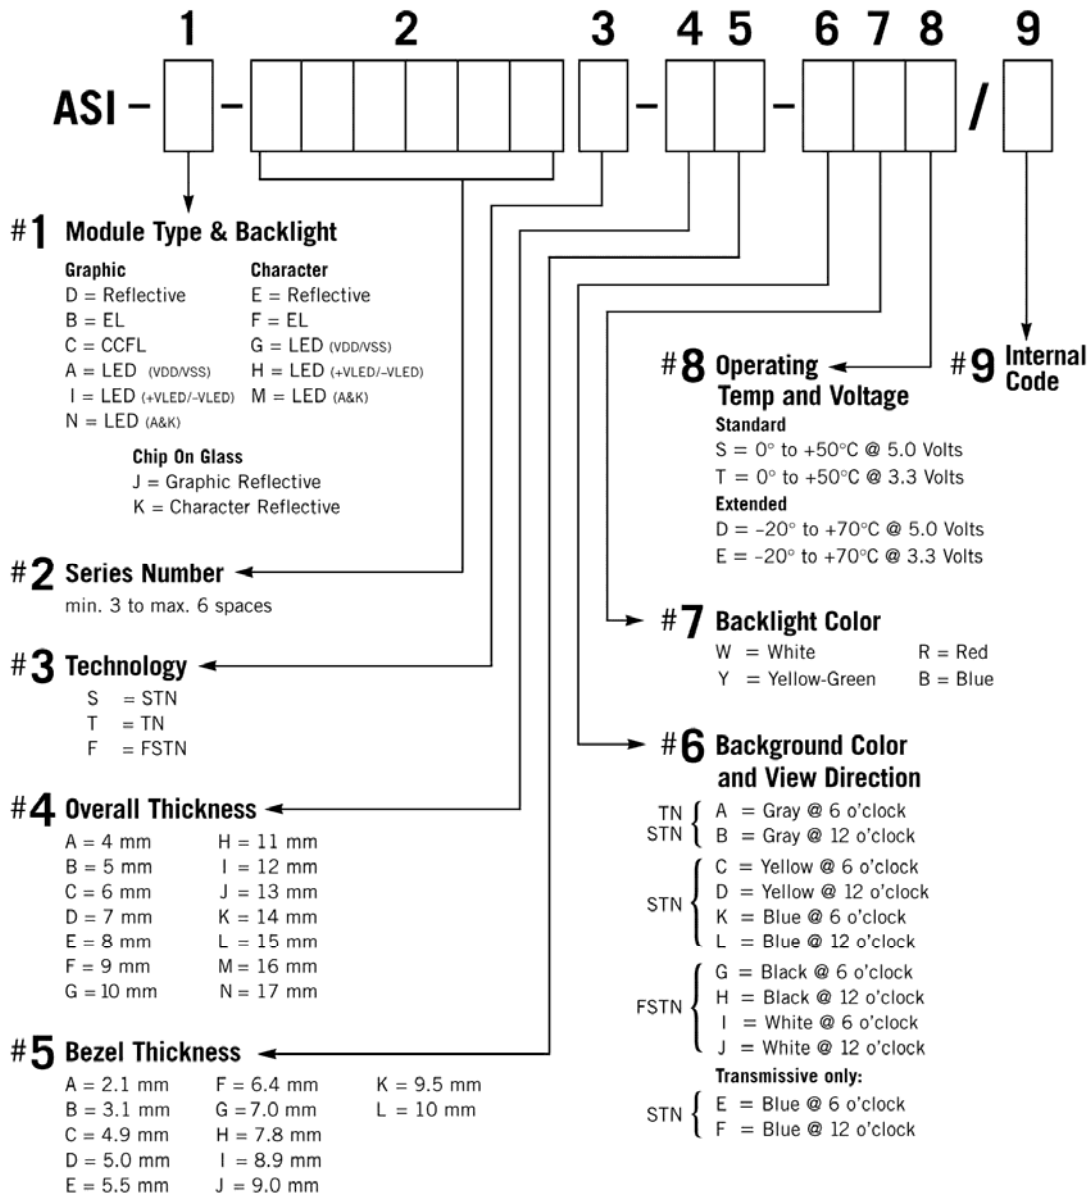 1 2 3 4 5 6 7 8 9
ASI – – – – /
#1 Module Type & Backlight
Graphic Character
D = Reflective E = Reflective
B = EL F = EL
C = CCFL G = LED (VDD/VSS)
A = LED (VDD/VSS) H = LED (+VLED/–VLED)
I = LED (+VLED/–VLED) M = LED (A&K)
N = LED (A&K)
Chip On Glass
J = Graphic Reflective
K = Character Reflective
#2 Series Number
min. 3 to max. 6 spaces
#3 Technology
S = STN
T = TN
F = FSTN
#4 Overall Thickness
A = 4 mm H = 11 mm
B = 5 mm I = 12 mm
C = 6 mm J = 13 mm
D = 7 mm K = 14 mm
E = 8 mm L = 15 mm
F = 9 mm M = 16 mm
G = 10 mm N = 17 mm
#5 Bezel Thickness
A = 2.1 mm F = 6.4 mm K = 9.5 mm
B = 3.1 mm G = 7.0 mm L = 10 mm
C = 4.9 mm H = 7.8 mm
D = 5.0 mm I = 8.9 mm
E = 5.5 mm J = 9.0 mm
#8 Operating
Temp and Voltage
Standard
S = 0° to +50°C @ 5.0 Volts
T = 0° to +50°C @ 3.3 Volts
Extended
D = –20° to +70°C @ 5.0 Volts
E = –20° to +70°C @ 3.3 Volts
#9 Internal
Code
#7 Backlight Color
W = White R = Red
Y = Yellow-Green B = Blue
#6 Background Color
and View Direction
TN A = Gray @ 6 o'clock
STN B = Gray @ 12 o'clock
C = Yellow @ 6 o'clock
D = Yellow @ 12 o'clock
STN
K = Blue @ 6 o'clock
L = Blue @ 12 o'clock
G = Black @ 6 o'clock
H = Black @ 12 o'clock
FSTN
I = White @ 6 o'clock
J = White @ 12 o'clock
Transmissive only:
STN E = Blue @ 6 o'clock
F = Blue @ 12 o'clock